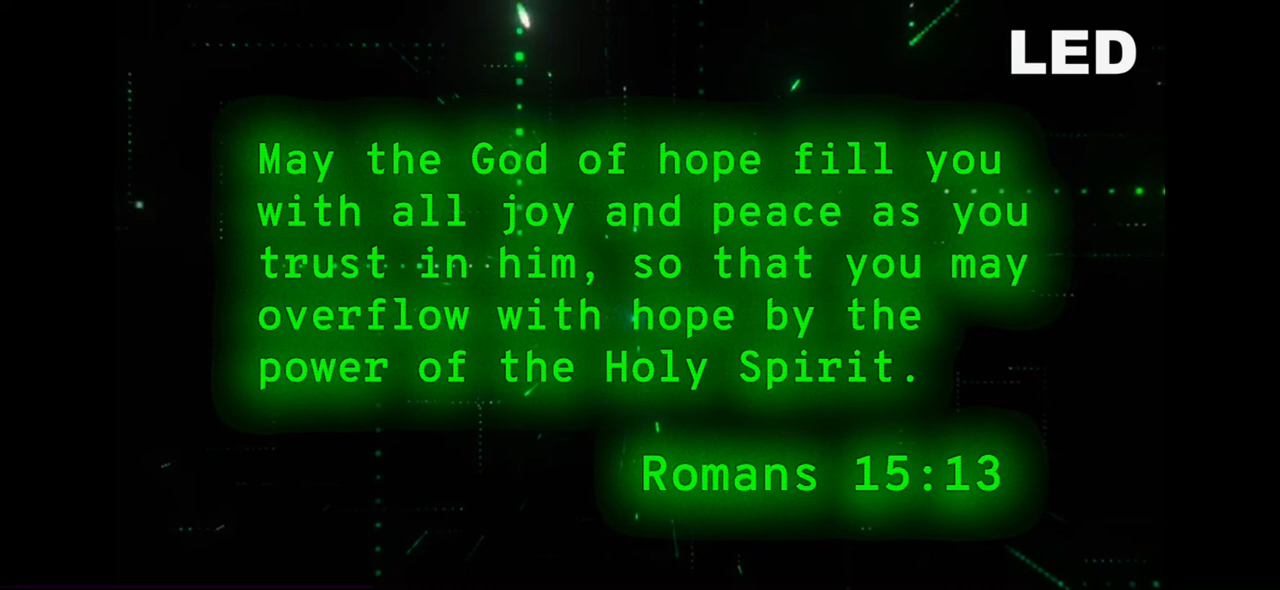 LED
May the God of hope fill you
with all joy and peace as you
trust in him, so that you may
overflow with hope by the
power of the Holy Spirit.
Romans 15:13